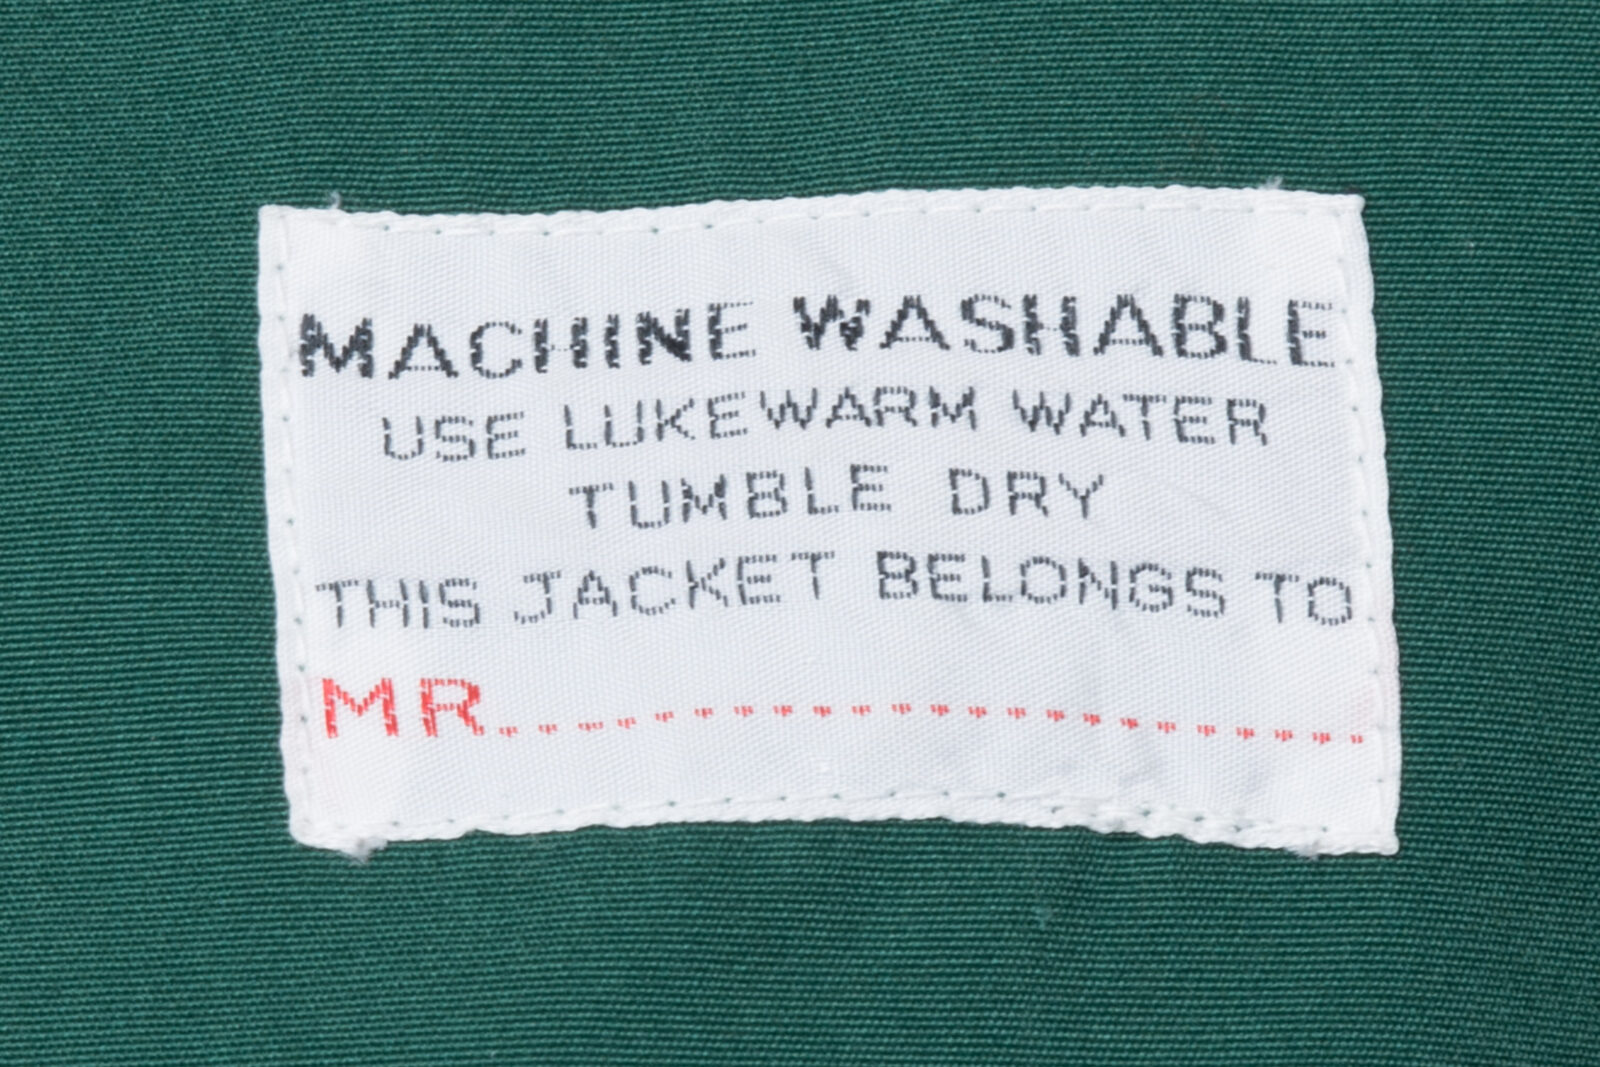 MACHINE WASHABLE
USE LUKEWARM WATER
TUMBLE DRY
THIS JACKET BELONGS TO
MR.......................